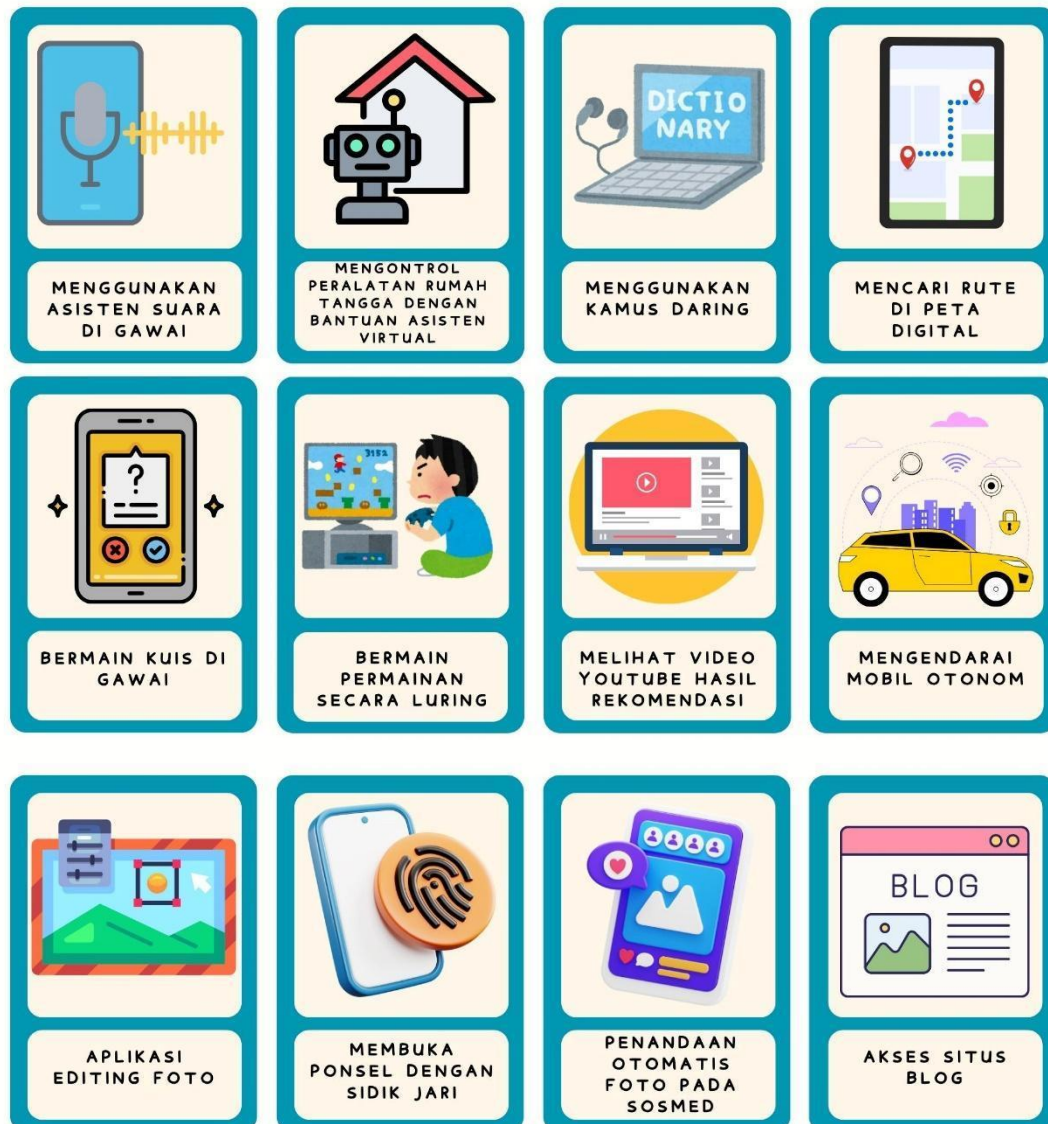 DICTIO
NARY
MENGGUNAKAN
ASISTEN SUARA
DI GAWAI
MENGONTROL
PERALATAN RUMAH
TANGGA DENGAN
BANTUAN ASISTEN
VIRTUAL
MENGGUNAKAN
KAMUS DARING
MENCARI RUTE
DI PETA
DIGITAL
?
3152
BERMAIN KUIS DI
GAWAI
BERMAIN
PERMAINAN
SECARA LURING
MELIHAT VIDEO
YOUTUBE HASIL
REKOMENDASI
MENGENDARAI
MOBIL OTONOM
BLOG
APLIKASI
EDITING FOTO
MEMBUKA
PONSEL DENGAN
SIDIK JARI
PENANDAAN
OTOMATIS
FOTO PADA
SOSMED
AKSES SITUS
BLOG